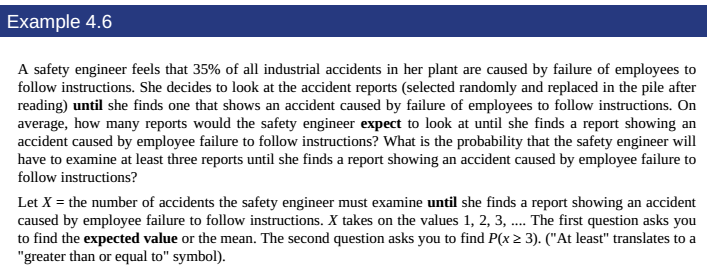 Example 4.6
A safety engineer feels that 35% of all industrial accidents in her plant are caused by failure of employees to
follow instructions. She decides to look at the accident reports (selected randomly and replaced in the pile after
reading) until she finds one that shows an accident caused by failure of employees to follow instructions. On
average, how many reports would the safety engineer expect to look at until she finds a report showing an
accident caused by employee failure to follow instructions? What is the probability that the safety engineer will
have to examine at least three reports until she finds a report showing an accident caused by employee failure to
follow instructions?
Let X = the number of accidents the safety engineer must examine until she finds a report showing an accident
caused by employee failure to follow instructions. X takes on the values 1, 2, 3, .... The first question asks you
to find the expected value or the mean. The second question asks you to find P(x ≥ 3). ("At least" translates to a
"greater than or equal to" symbol).